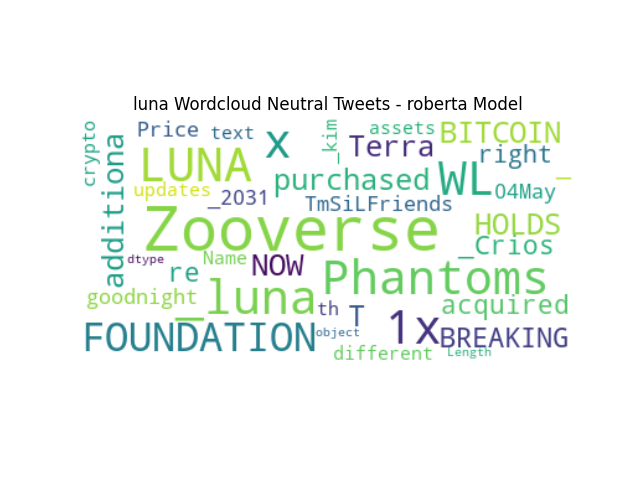 luna Wordcloud Neutral Tweets - roberta Model
crypto
Price
text
x
_kim
assets
BITCOIN
additiona
LUNA
Terra
right
purchased
WL
04May
_
updates
_2031
TmSiLFriends
Zooverse
HOLDS
_Crios
dtype
re
Name
NOW
Phantoms
goodnight
_luna
th
T
1x
acquired
FOUNDATION
object
BREAKING
different
Length